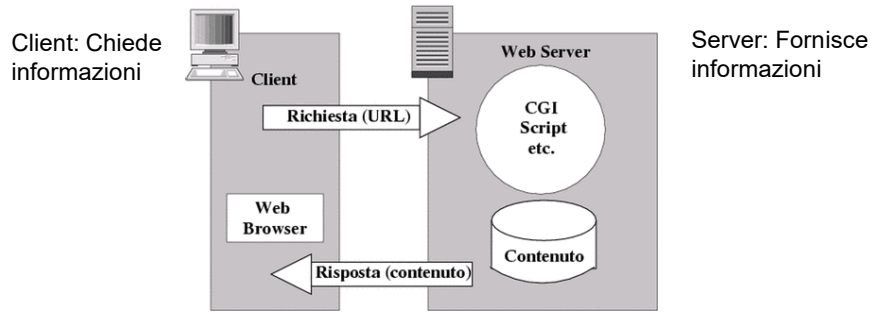 Client: Chiede
informazioni
Client
Richiesta (URL)
Web
Browser
Risposta (contenuto)
Web Server
CGI
Script
etc.
Contenuto
Server: Fornisce
informazioni